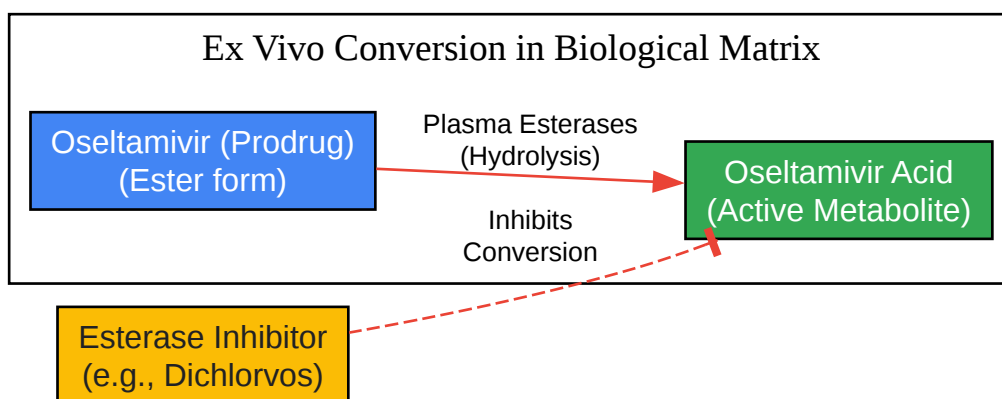 Ex Vivo Conversion in Biological Matrix
Oseltamivir (Prodrug)
(Ester form)
Plasma Esterases
(Hydrolysis)
Oseltamivir Acid
(Active Metabolite)
Inhibits
Conversion
Esterase Inhibitor
(e.g., Dichlorvos)